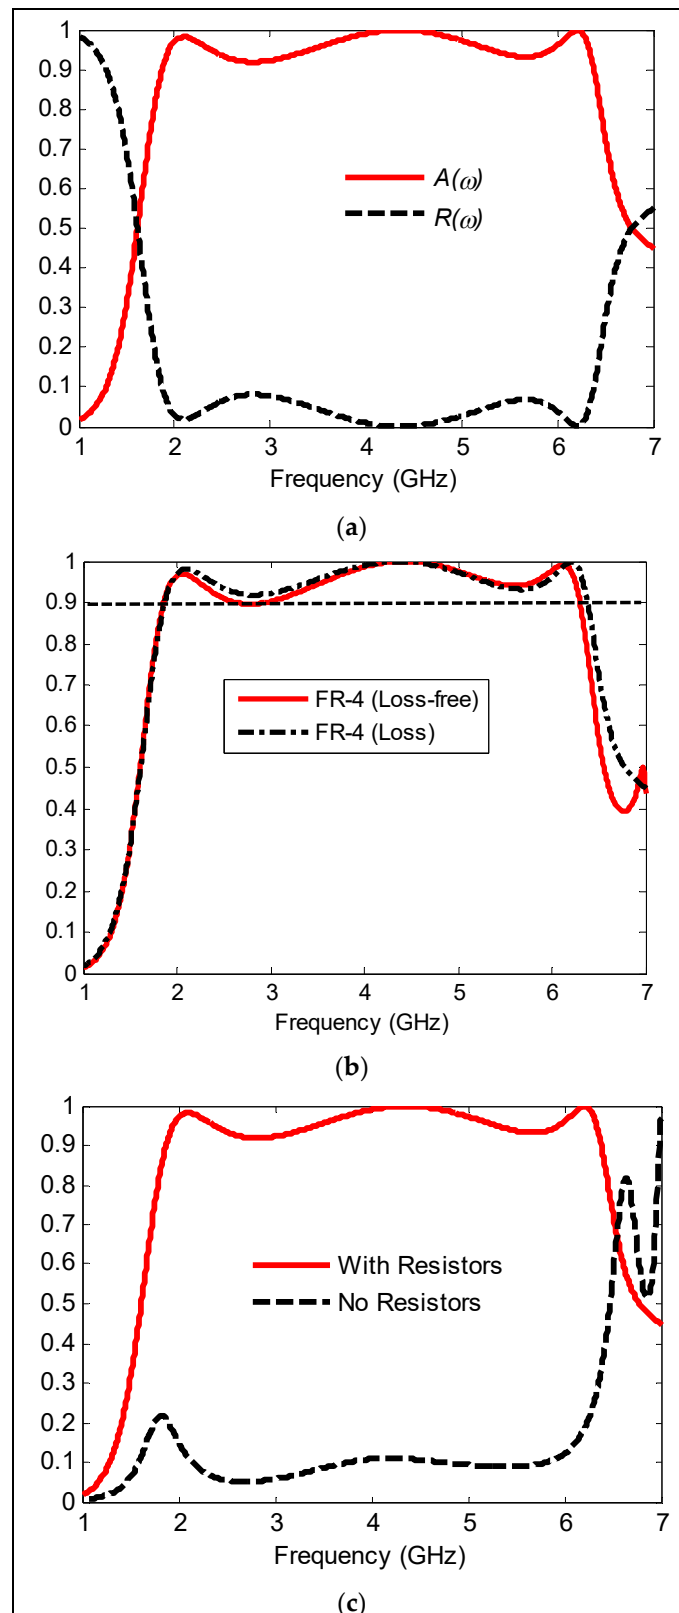 1
0.9
0.8
0.7
0.6
0.5
0.4
0.3
0.2
0.1
0
A(ω)
R(ω)
1 2 3 4 5 6 7
Frequency (GHz)
(a)
1
0.9
0.8
0.7
0.6
0.5
0.4
0.3
0.2
0.1
0
FR-4 (Loss-free)
FR-4 (Loss)
1 2 3 4 5 6 7
Frequency (GHz)
(b)
1
0.9
0.8
0.7
0.6
0.5
0.4
0.3
0.2
0.1
0
With Resistors
No Resistors
1 2 3 4 5 6 7
Frequency (GHz)
(c)